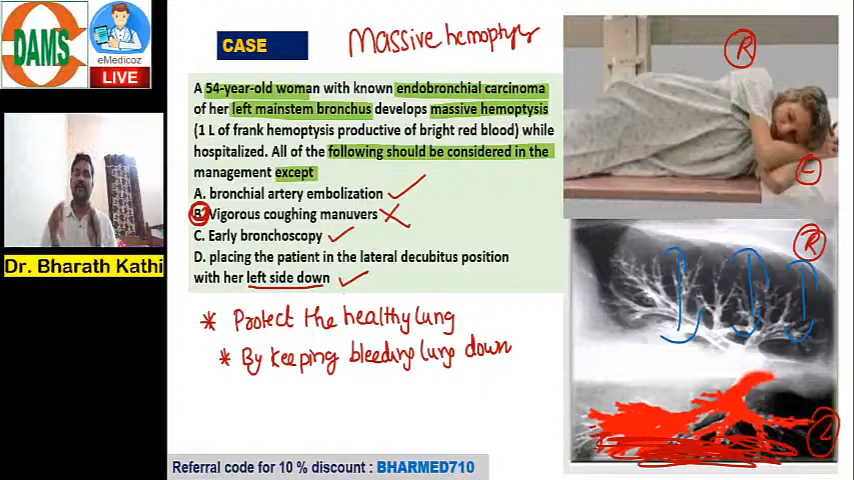 DAMS
eMedicoz
LIVE
CASE
Massive hemoptysis
A 54-year-old woman with known endobronchial carcinoma
of her left mainstem bronchus develops massive hemoptysis
(1 L of frank hemoptysis productive of bright red blood) while
hospitalized. All of the following should be considered in the
management except
A. bronchial artery embolization
B. Vigorous coughing manuvers
C. Early bronchoscopy
D. placing the patient in the lateral decubitus position
with her left side down
* Protect the healthy lung
* By keeping bleeding lung down
R
L
R
L
Dr. Bharath Kathi
Referral code for 10 % discount : BHARMED710